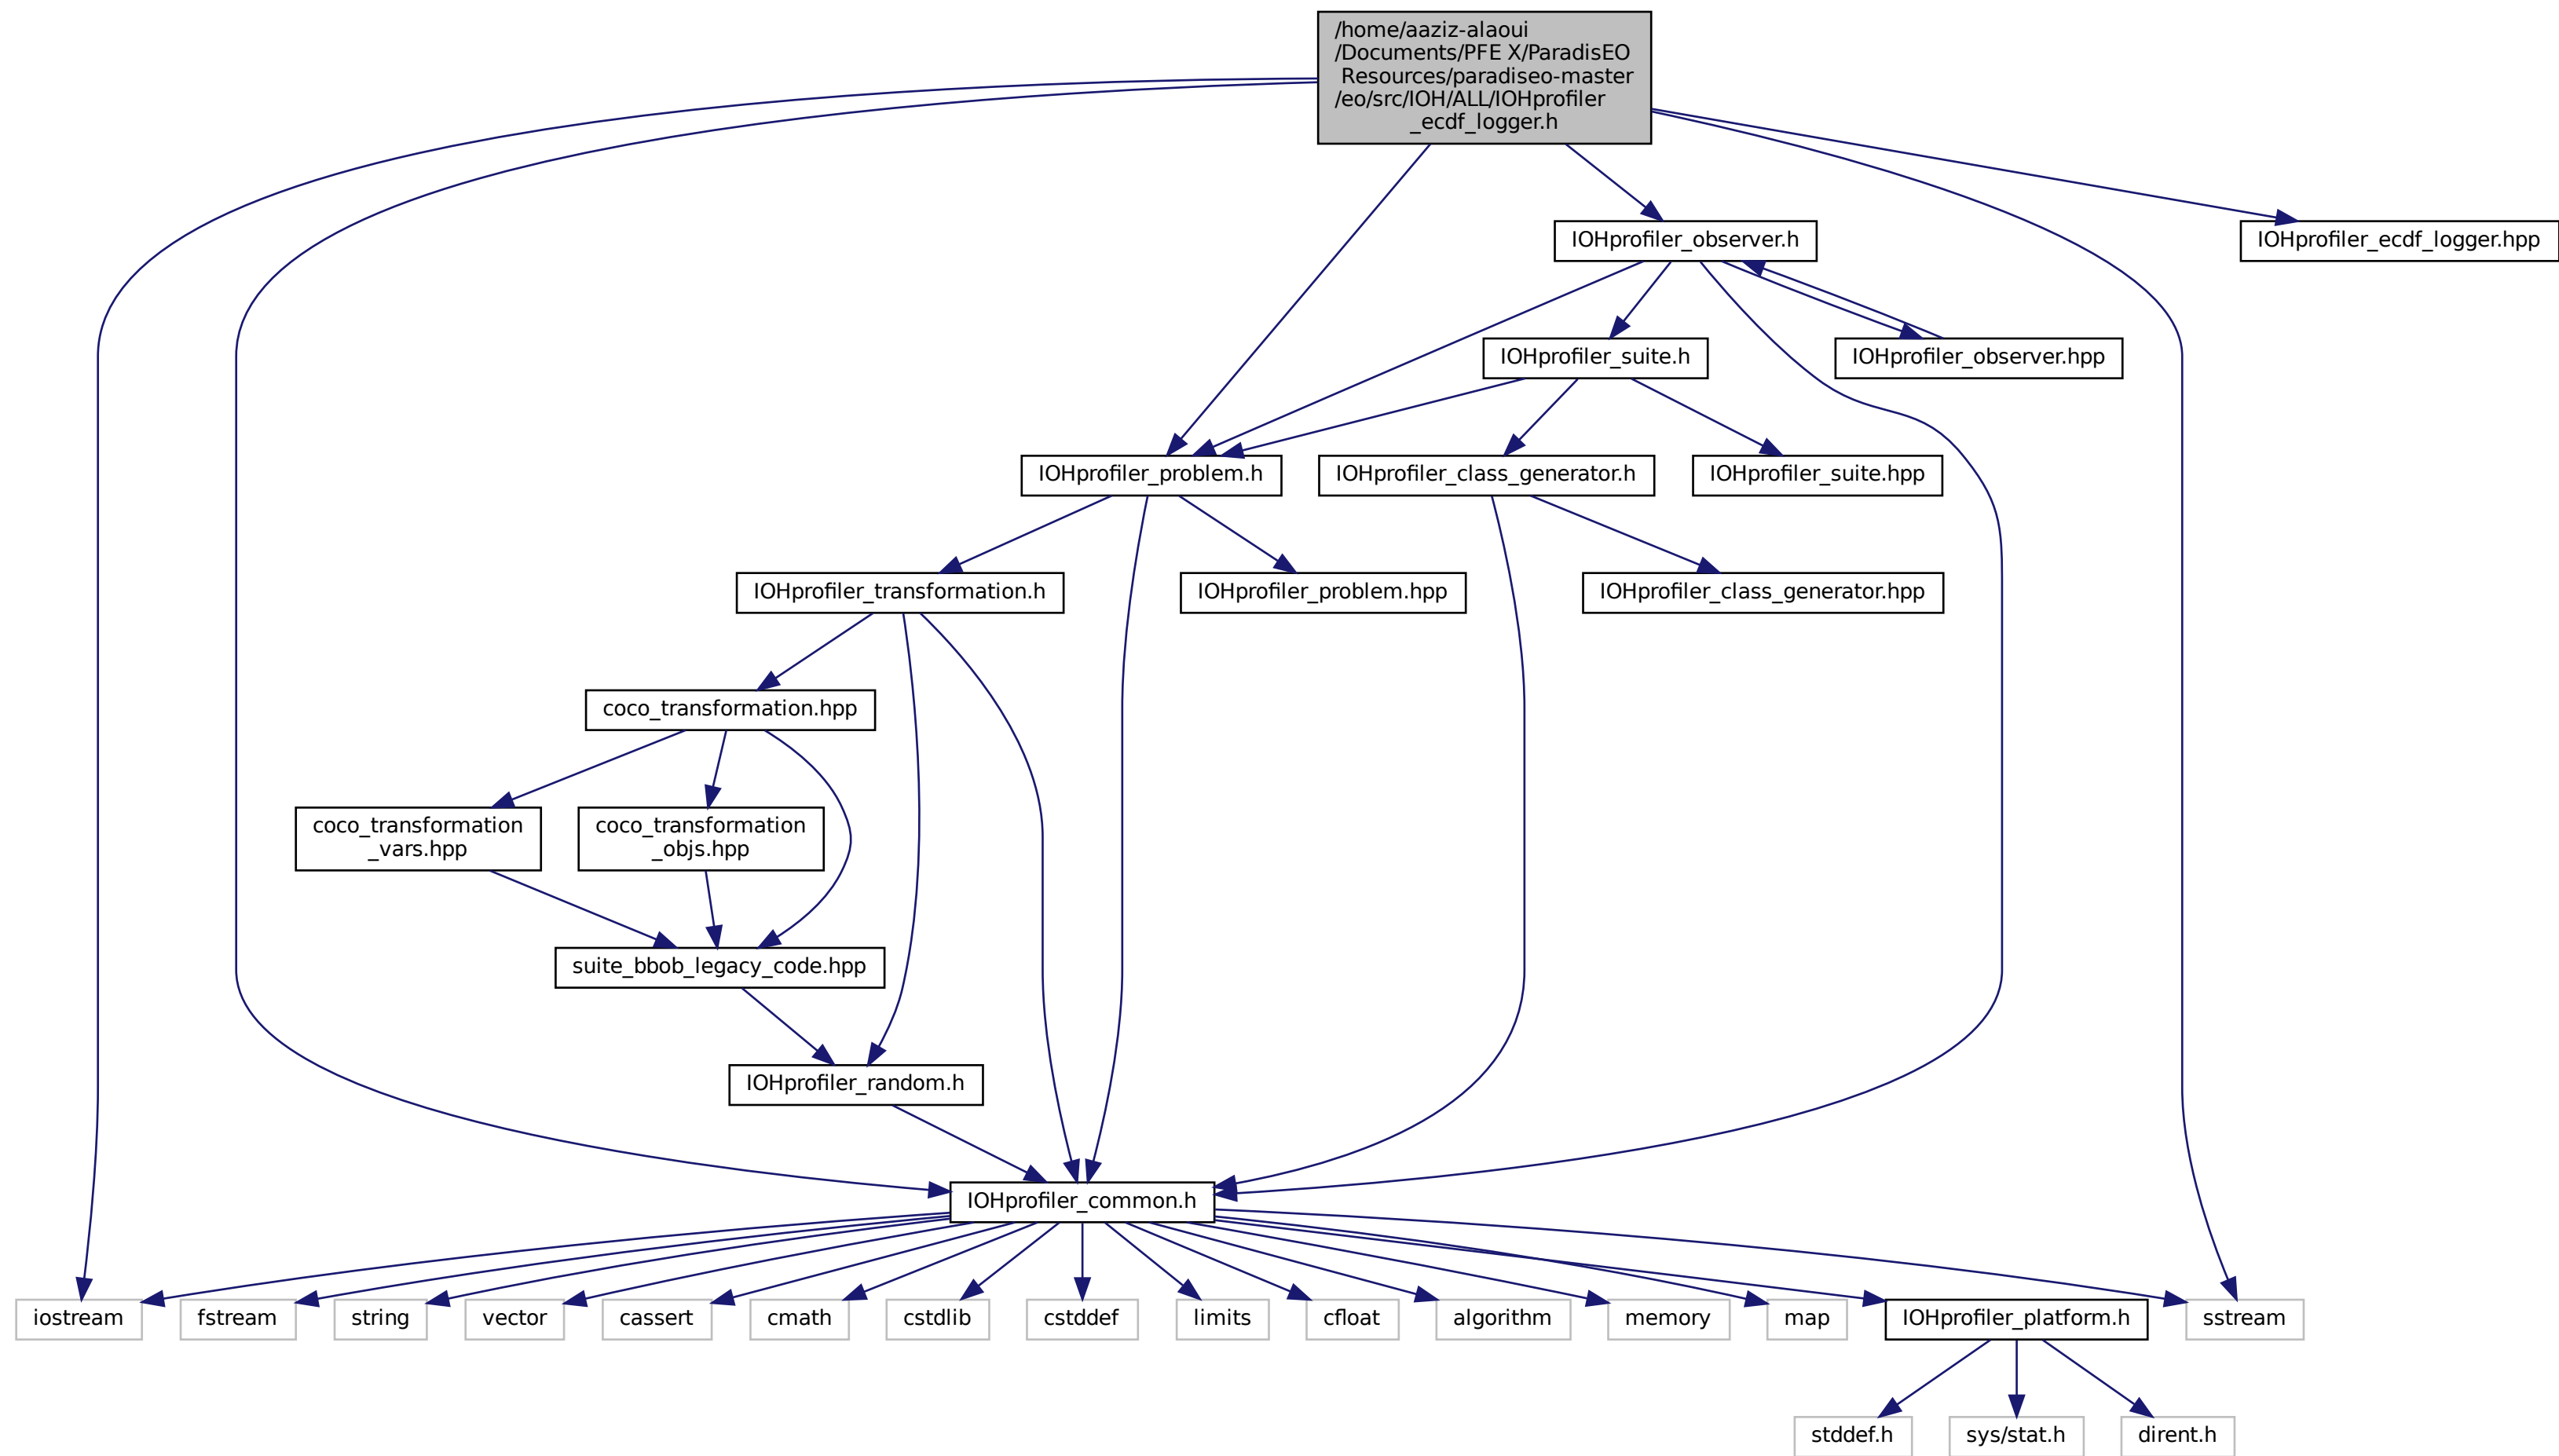 /home/aaziz-alaoui
/Documents/PFE X/ParadisEO
Resources/paradiseo-master
/eo/src/IOH/ALL/IOHprofiler
_ecdf_logger.h
IOHprofiler_observer.h
IOHprofiler_ecdf_logger.hpp
IOHprofiler_suite.h
IOHprofiler_observer.hpp
IOHprofiler_problem.h
IOHprofiler_class_generator.h
IOHprofiler_suite.hpp
IOHprofiler_transformation.h
IOHprofiler_problem.hpp
IOHprofiler_class_generator.hpp
coco_transformation.hpp
coco_transformation
_vars.hpp
coco_transformation
_objs.hpp
suite_bbob_legacy_code.hpp
IOHprofiler_random.h
IOHprofiler_common.h
iostream
fstream
string
vector
cassert
cmath
cstdlib
cstddef
limits
cfloat
algorithm
memory
map
IOHprofiler_platform.h
sstream
stddef.h
sys/stat.h
dirent.h